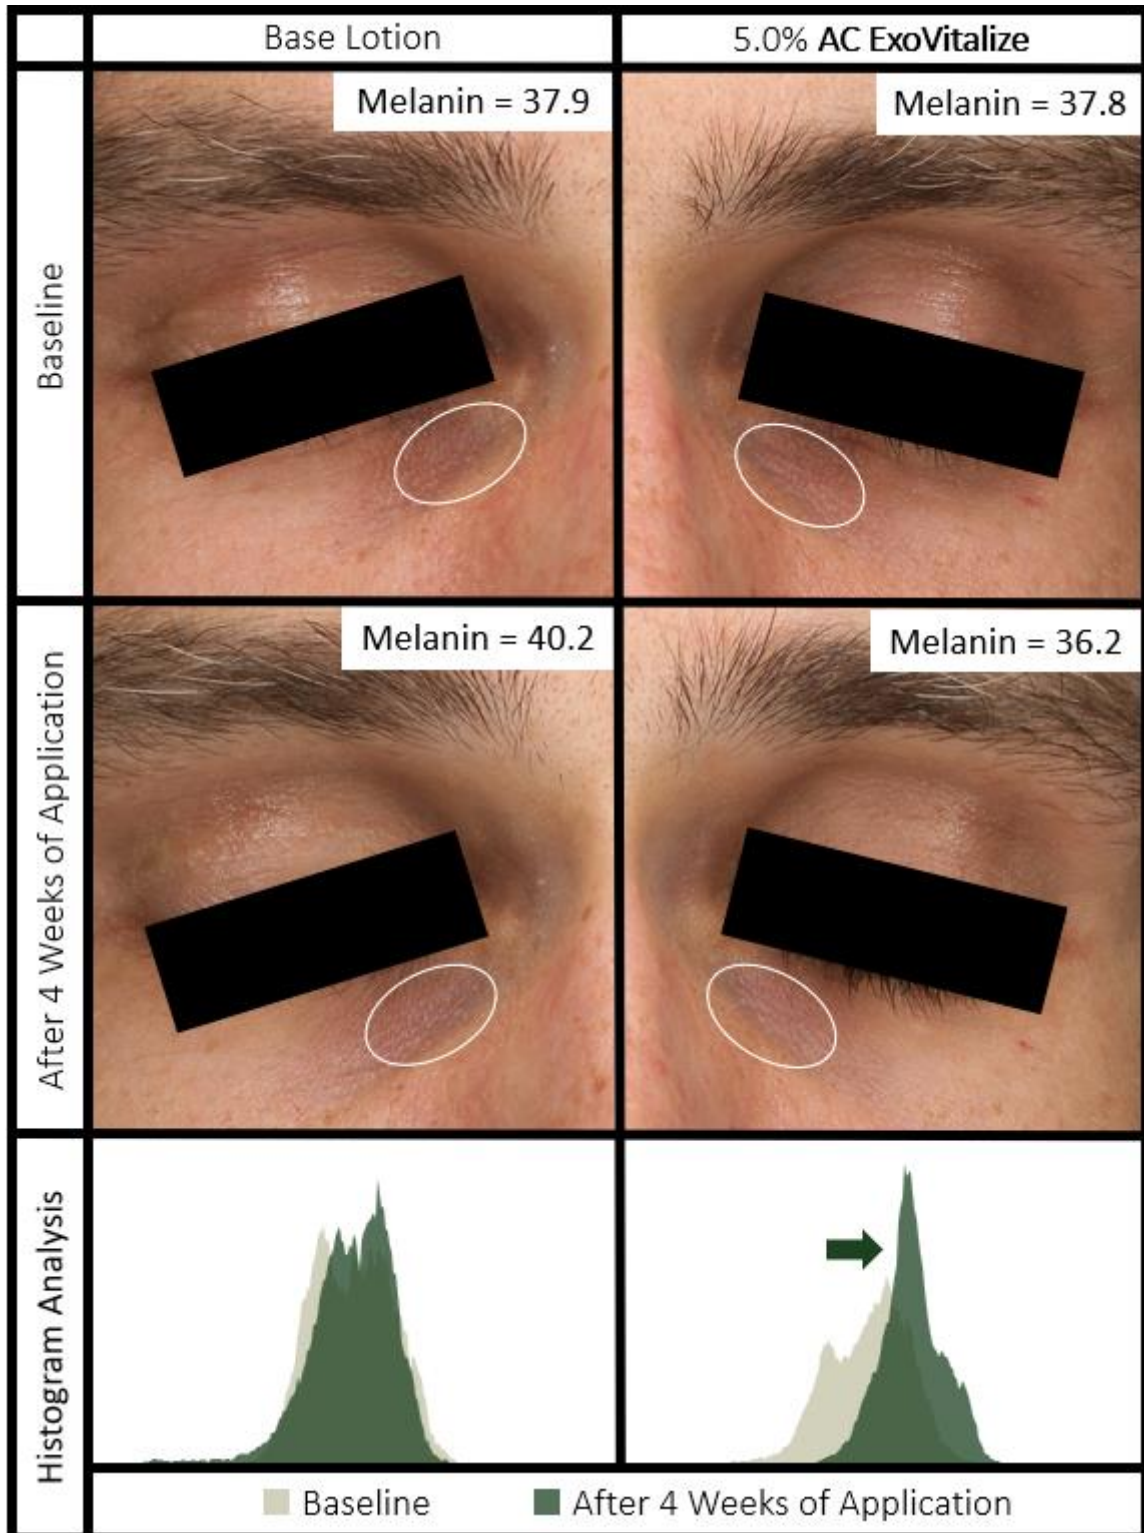 Base Lotion
5.0% AC ExoVitalize
Baseline
Melanin = 37.9
Melanin = 37.8
After 4 Weeks of Application
Melanin = 40.2
Melanin = 36.2
Histogram Analysis
Baseline
After 4 Weeks of Application